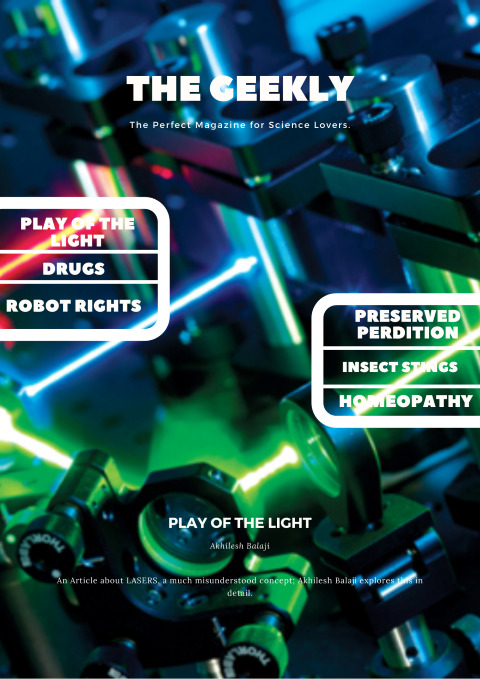 THE GEEKLY
The Perfect Magazine for Science Lovers.
PLAY OF THE
LIGHT
DRUGS
ROBOT RIGHTS
PRESERVED
PERDITION
INSECT STINGS
HOMEOPATHY
PLAY OF THE LIGHT
Akhilesh Balaji
An Article about LASERS, a much misunderstood concept; Akhilesh Balaji explores this in
detail.
THORLABS
THORLABS